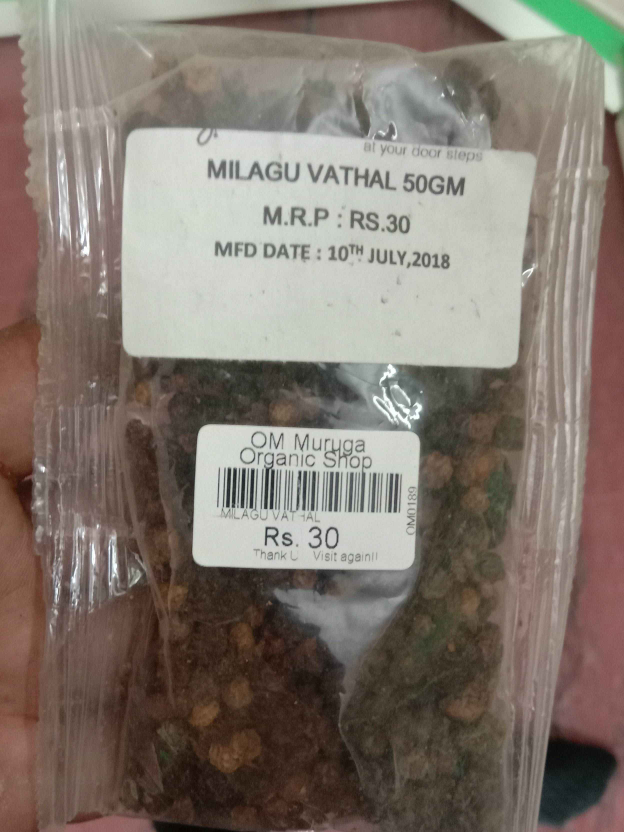 at your door steps
MILAGU VATHAL 50GM
M.R.P : RS.30
MFD DATE : 10TH JULY,2018
OM Muruga
Organic Shop
MILAGU VATHAL
OM0189
Rs. 30
Thank U Visit again!!